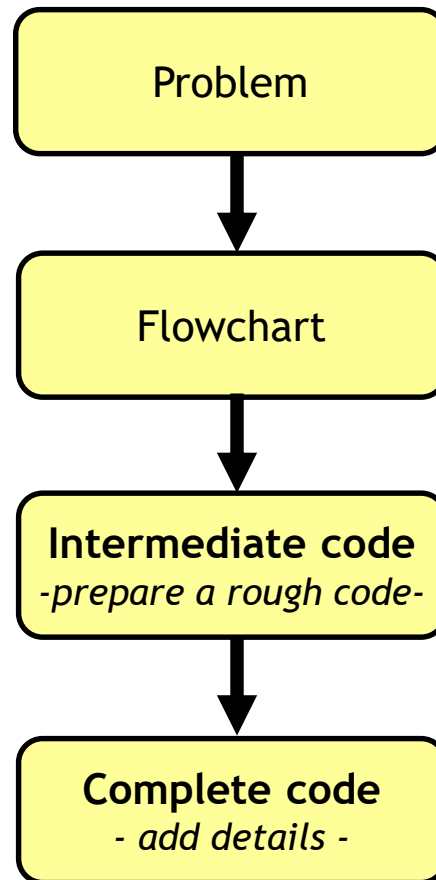 Problem
Flowchart
Intermediate code
-prepare a rough code-
Complete code
- add details -